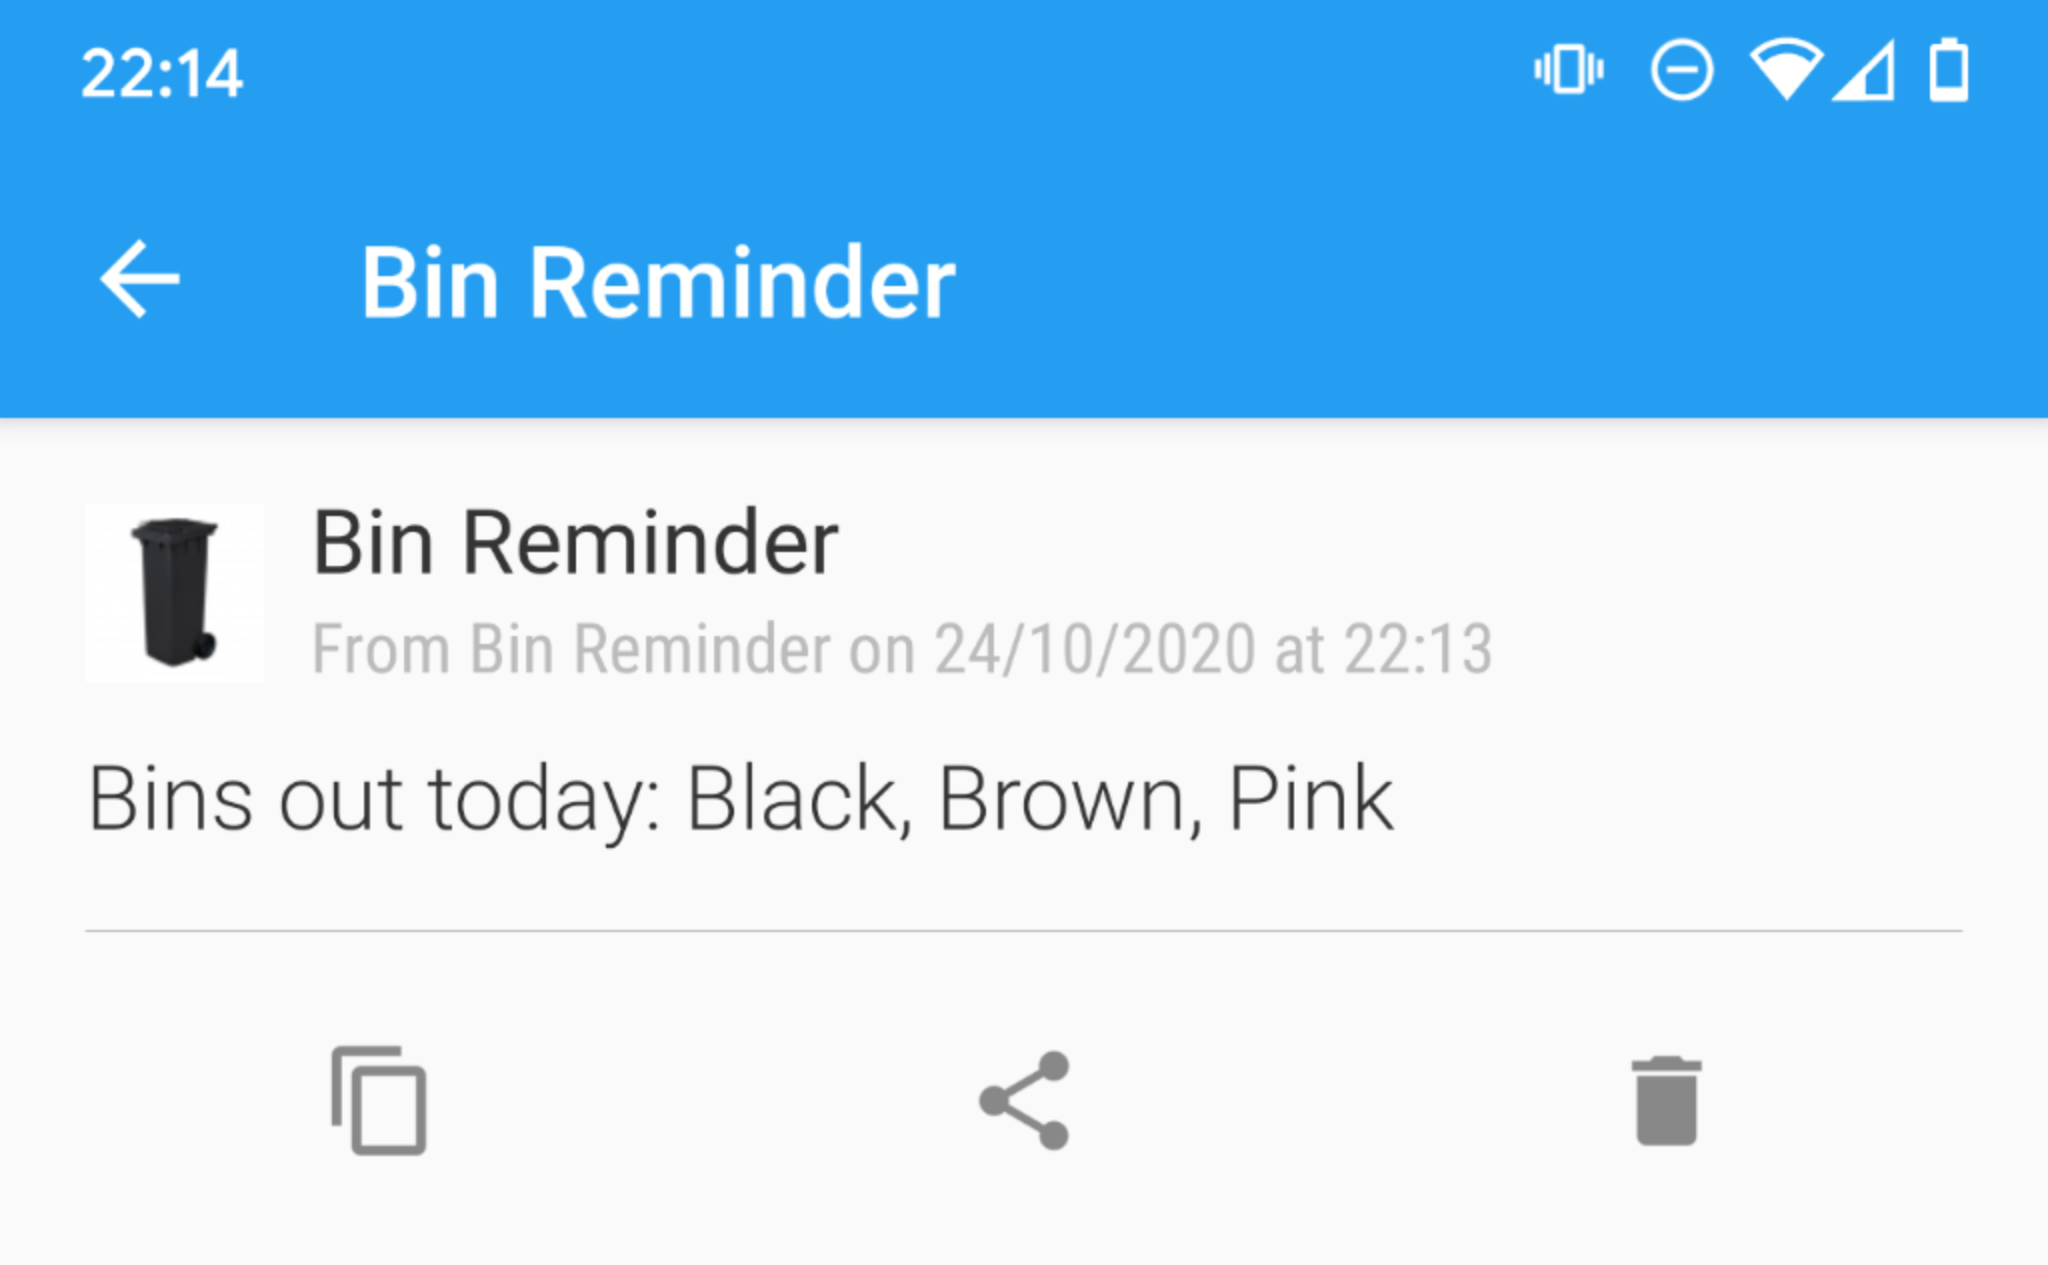 22:14
Bin Reminder
Bin Reminder
From Bin Reminder on 24/10/2020 at 22:13
Bins out today: Black, Brown, Pink